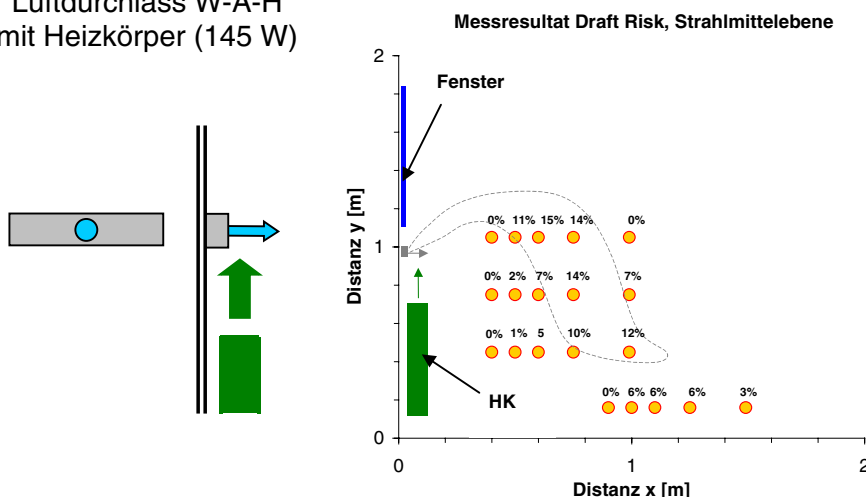 Luftdurchlass W-A-H
mit Heizkörper (145 W)
Messresultat Draft Risk, Strahlmittelebene
2
Fenster
0% 11% 15% 14% 0%
1
Distanz y [m]
0% 2% 7% 14% 7%
0% 1% 5 10% 12%
0% 6% 6% 6% 3%
HK
0
0 1 2
Distanz x [m]